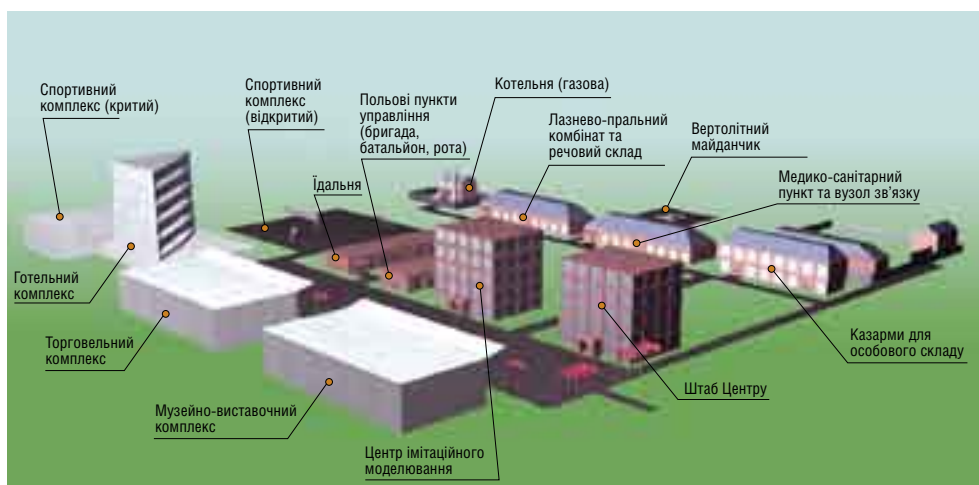 Спортивний
комплекс (критий)
Спортивний
комплекс
(відкритий)
Польові пункти
управління
(бригада,
батальйон, рота)
Котельня (газова)
Лазнево-пральний
комбінат та
речовий склад
Вертолітний
майданчик
Медико-санітарний
пункт та вузол зв'язку
Їдальня
Готельний
комплекс
Торговельний
комплекс
Музейно-виставочний
комплекс
Центр імітаційного
моделювання
Штаб Центру
Казарми для
особового складу